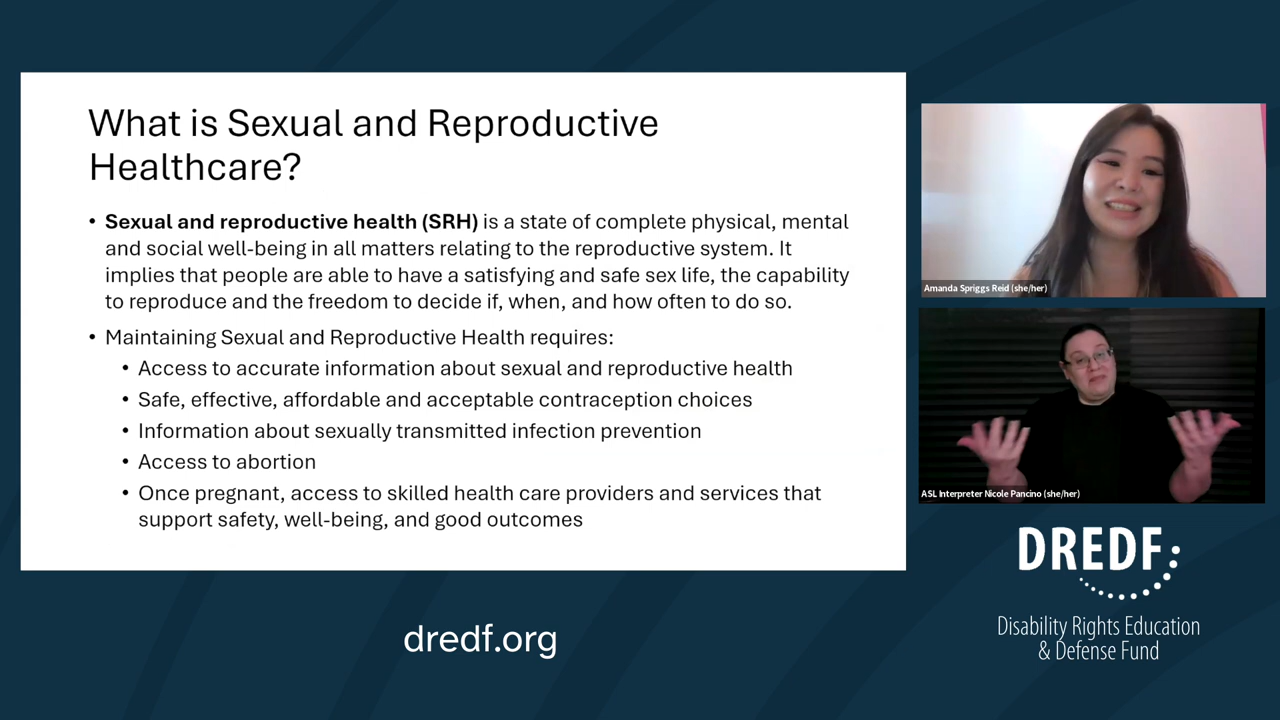 What is Sexual and Reproductive
Healthcare?
• Sexual and reproductive health (SRH) is a state of complete physical, mental
and social well-being in all matters relating to the reproductive system. It
implies that people are able to have a satisfying and safe sex life, the capability
to reproduce and the freedom to decide if, when, and how often to do so.
• Maintaining Sexual and Reproductive Health requires:
• Access to accurate information about sexual and reproductive health
• Safe, effective, affordable and acceptable contraception choices
• Information about sexually transmitted infection prevention
• Access to abortion
• Once pregnant, access to skilled health care providers and services that
support safety, well-being, and good outcomes
Amanda Spriggs Reid (she/her)
ASL Interpreter Nicole Pancino (she/her)
DREDF
Disability Rights Education
& Defense Fund
dredf.org